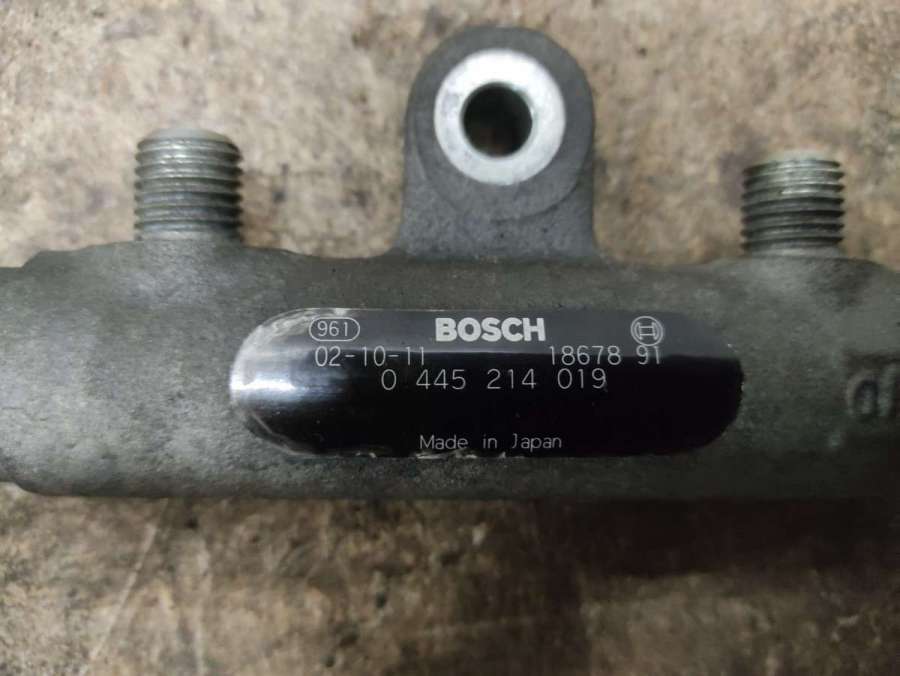 961 BOSCH
02-10-11 18678 91
0 445 214 019
Made in Japan